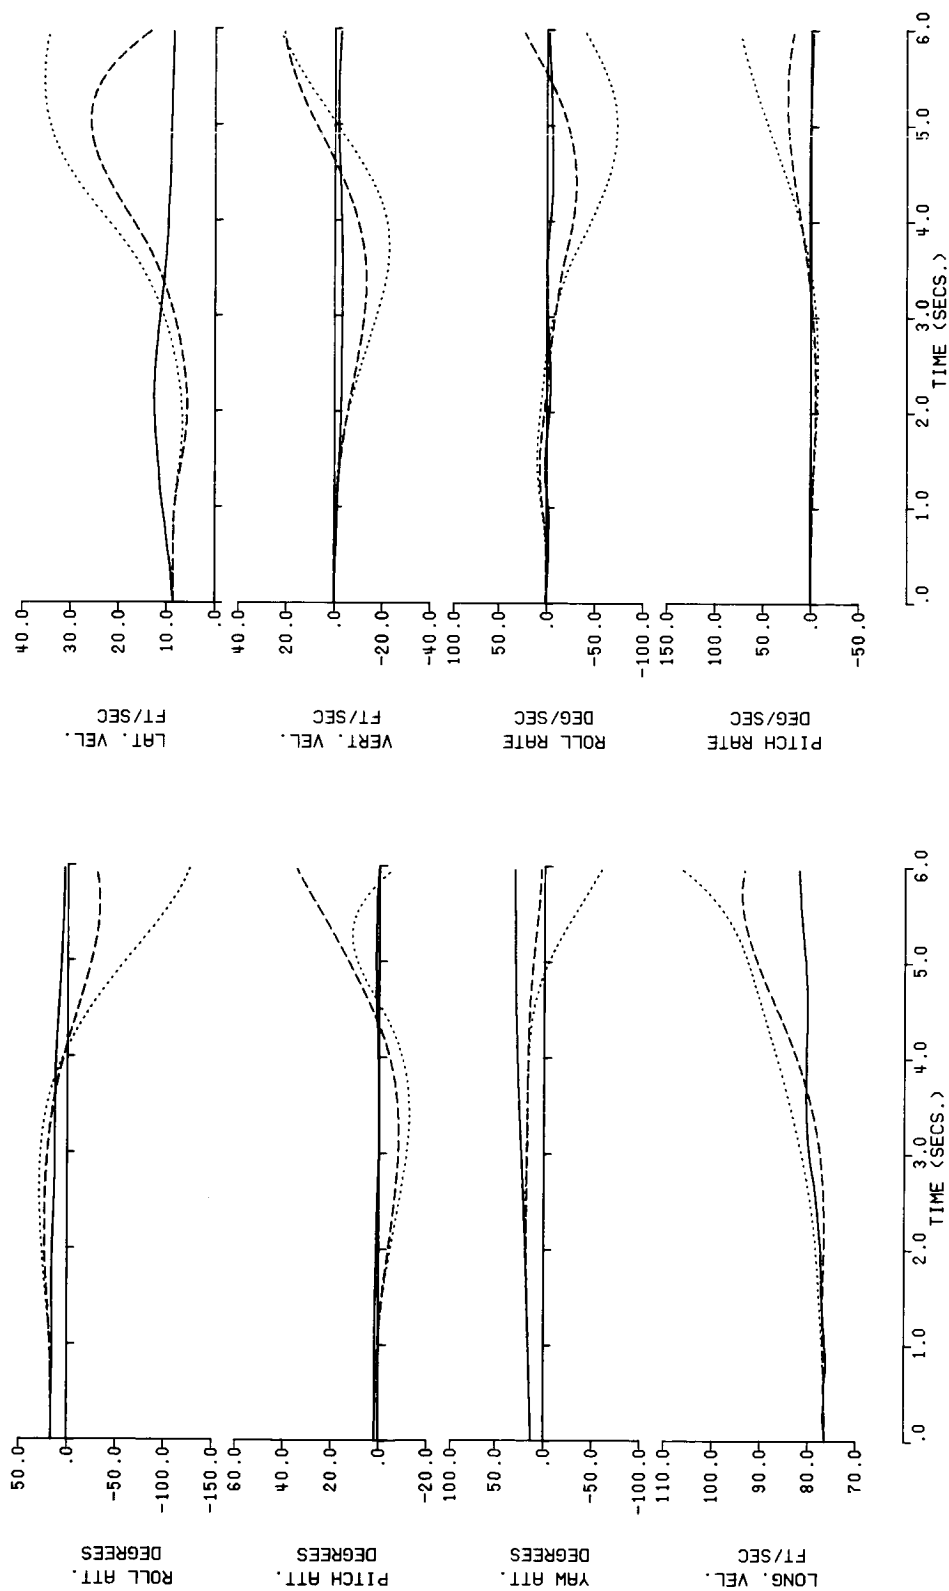 50.0
.0
-50.0
-100.0
-150.0
ROLL ATT.
DEGREES
60.0
40.0
20.0
.0
-20.0
PITCH ATT.
DEGREES
100.0
50.0
.0
-50.0
-100.0
YAW ATT.
DEGREES
110.0
100.0
90.0
80.0
70.0
LONG. VEL.
FT/SEC
.0 1.0 2.0 3.0 4.0 5.0 6.0
TIME (SECS.)
40.0
30.0
20.0
10.0
.0
LAT. VEL.
FT/SEC
40.0
20.0
.0
-20.0
-40.0
VERT. VEL.
FT/SEC
100.0
50.0
.0
-50.0
-100.0
ROLL RATE
DEG/SEC
150.0
100.0
50.0
.0
-50.0
PITCH RATE
DEG/SEC
.0 1.0 2.0 3.0 4.0 5.0 6.0
TIME (SECS.)